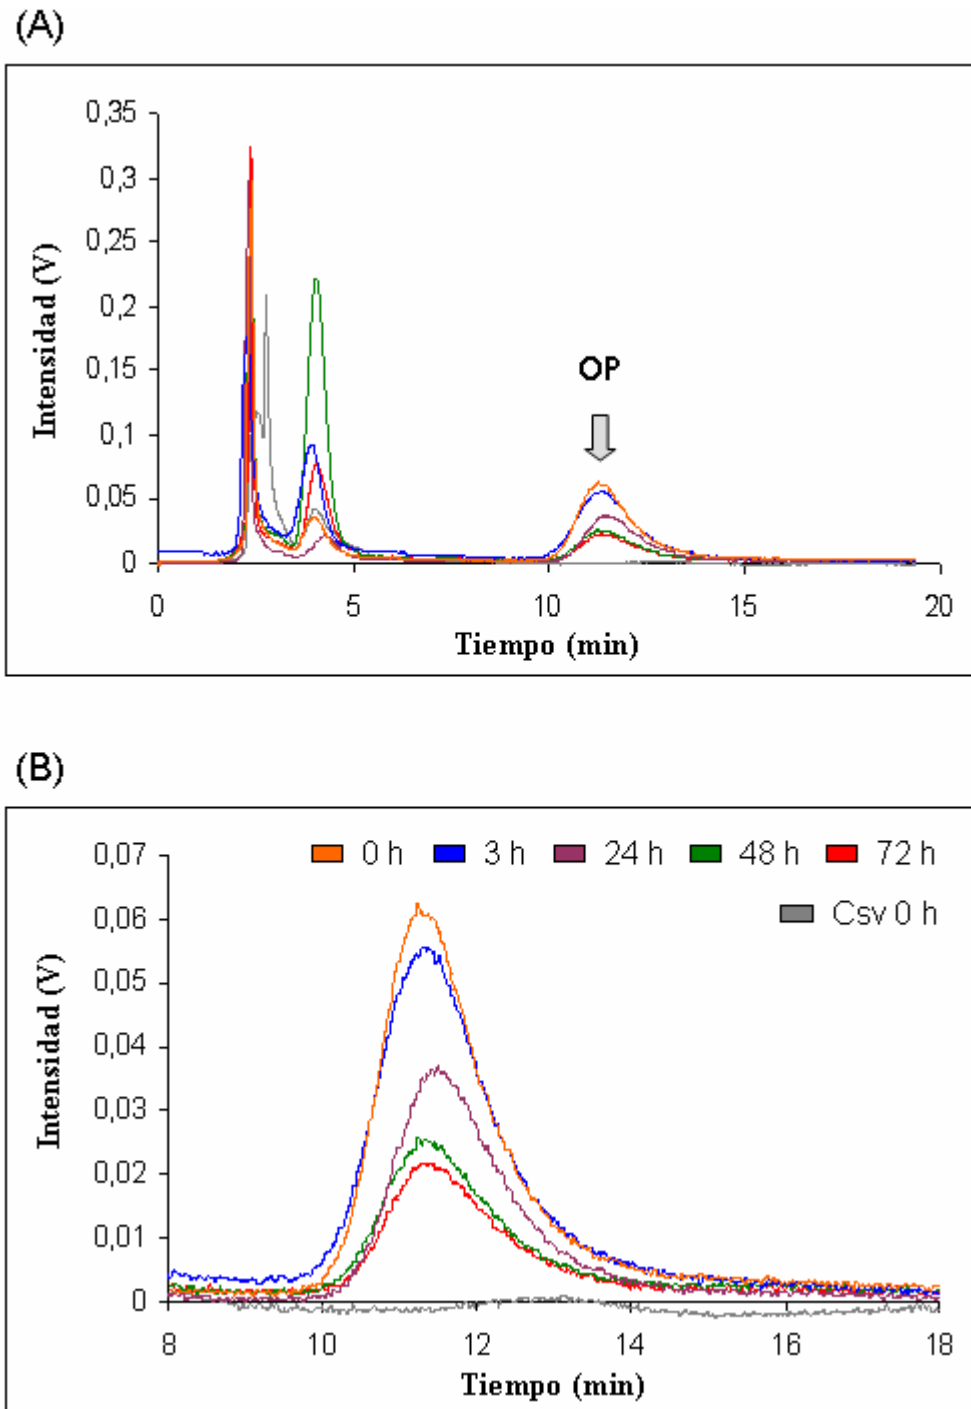 (A)
0,35
0,3
0,25
0,2
0,15
0,1
0,05
0
Intensidad (V)
OP
0 5 10 15 20
Tiempo (min)
(B)
0,07
0,06
0,05
0,04
0,03
0,02
0,01
0
Intensidad (V)
0 h 3 h 24 h 48 h 72 h
Csv 0 h
8 10 12 14 16 18
Tiempo (min)